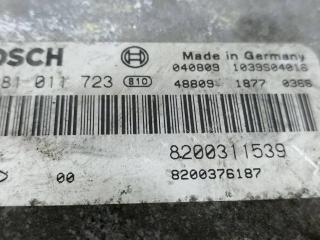 OSCH
Made in Germany
040809 1039S04016
81 011 723 810
48809 1877 0366
8200311539
00 8200376187